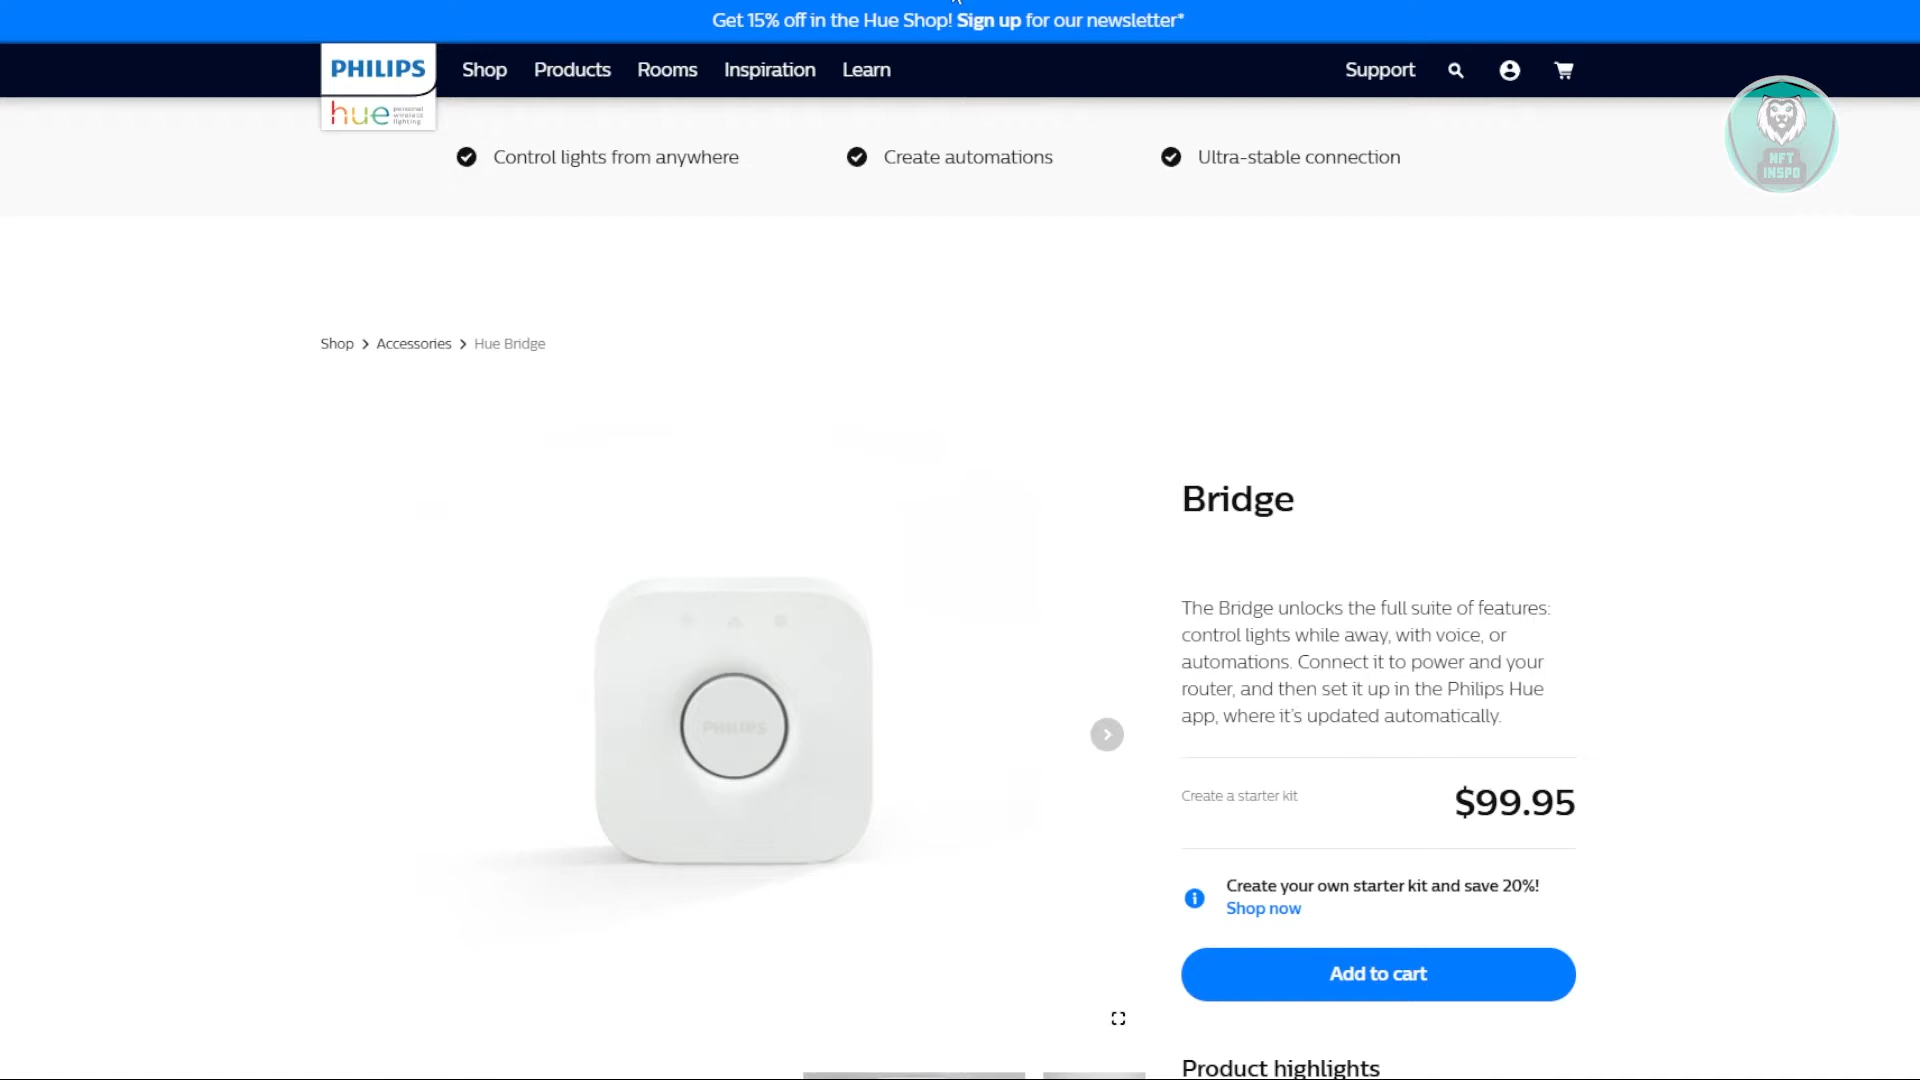 Get 15% off in the Hue Shop! Sign up for our newsletter*
PHILIPS
Shop
Products
Rooms
Inspiration
Learn
Support
hue personal
wireless
lighting
Control lights from anywhere
Create automations
Ultra-stable connection
NFT
INSPO
Shop > Accessories > Hue Bridge
Bridge
The Bridge unlocks the full suite of features:
control lights while away, with voice, or
automations. Connect it to power and your
router, and then set it up in the Philips Hue
app, where it's updated automatically.
PHILIPS
Create a starter kit
$99.95
Create your own starter kit and save 20%!
Shop now
Add to cart
Product highlights